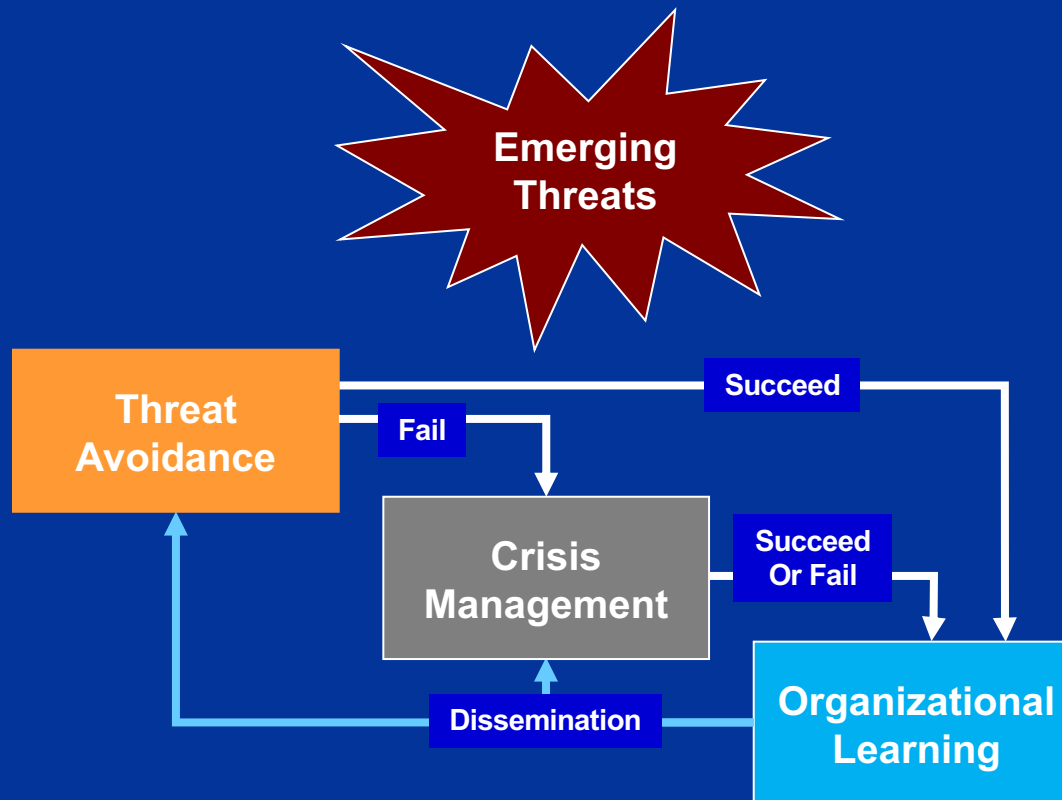 Emerging
Threats
Succeed
Threat
Avoidance
Fail
Crisis
Management
Succeed
Or Fail
Organizational
Learning
Dissemination